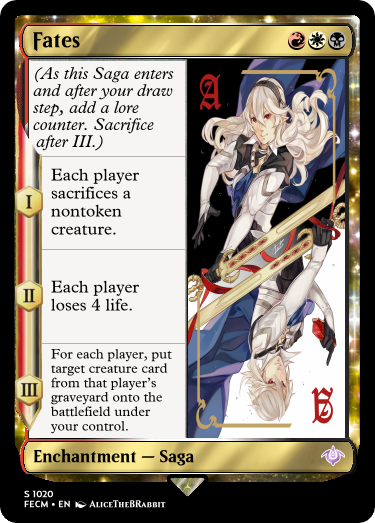 Fates
(As this Saga enters
and after your draw
step, add a lore
counter. Sacrifice
after III.)
I
Each player
sacrifices a
nontoken
creature.
II
Each player
loses 4 life.
III
For each player, put
target creature card
from that player's
graveyard onto the
battlefield under
your control.
A
A
Enchantment — Saga
S 1020
FECM • EN AliceTheBRabbit